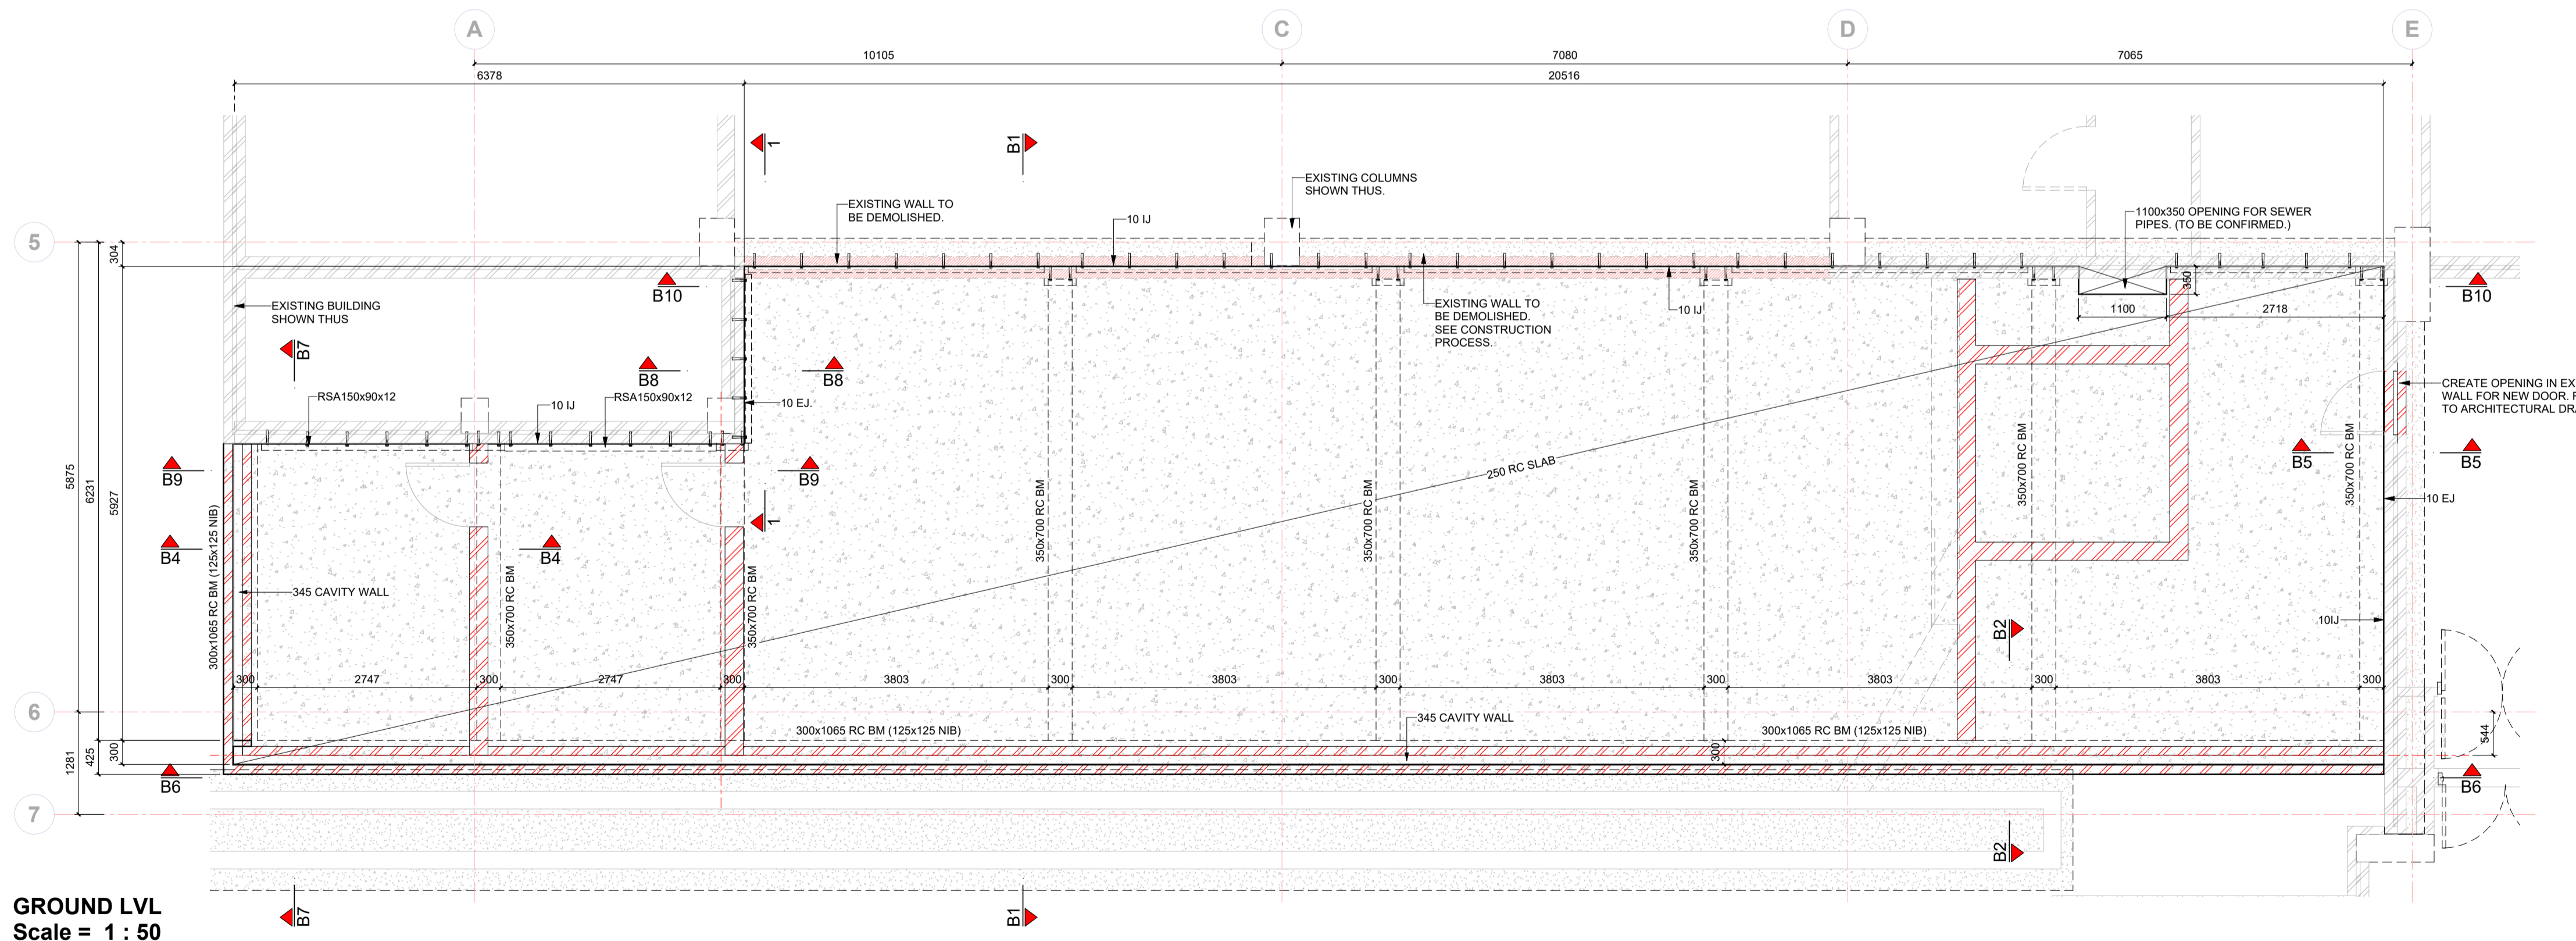 A
C
D
E
10105
7080
7065
6378
20516
1
B1
EXISTING COLUMNS
SHOWN THUS.
EXISTING WALL TO
BE DEMOLISHED.
10 IJ
1100x350 OPENING FOR SEWER
PIPES. (TO BE CONFIRMED.)
5
304
B10
B10
EXISTING BUILDING
SHOWN THUS
EXISTING WALL TO
BE DEMOLISHED.
SEE CONSTRUCTION
PROCESS.
10 IJ
350
1100
2718
B7
B8
B8
RSA150x90x12
10 IJ
RSA150x90x12
10 EJ.
CREATE OPENING IN EX
WALL FOR NEW DOOR.
TO ARCHITECTURAL DRA
B9
B9
B5
B5
5875
6231
5927
250 RC SLAB
10 EJ
1
B4
B4
300x1065 RC BM (125x125 NIB)
345 CAVITY WALL
350x700 RC BM
350x700 RC BM
350x700 RC BM
350x700 RC BM
350x700 RC BM
350x700 RC BM
350x700 RC BM
10IJ
B2
300
2747
300
2747
300
3803
300
3803
300
3803
300
3803
300
3803
300
6
345 CAVITY WALL
300x1065 RC BM (125x125 NIB)
300x1065 RC BM (125x125 NIB)
300
544
1281
425
300
B6
B6
7
B2
B7
B1
GROUND LVL
Scale = 1 : 50